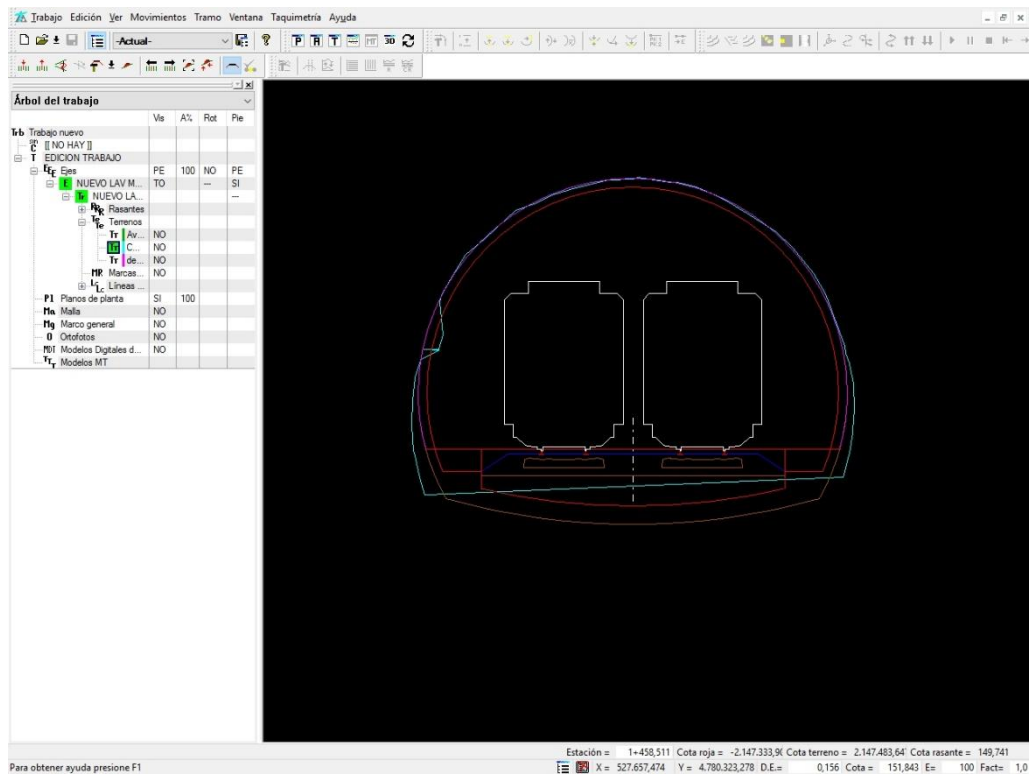 Trabajo Edición Ver Movimientos Tramo Ventana Taquimetría Ayuda
-Actual-
P A T 3D
Árbol del trabajo
Vis A% Rot Pie
Trb Trabajo nuevo
[[ NO HAY ]]
T EDICION TRABAJO
Ejes PE 100 NO PE
E NUEVO LAV M... TO --- SI
Tr NUEVO LA... ---
Rasantes
Terrenos
Tr Av... NO
Tr C... NO
Tr de... NO
MR Marcas... NO
Líneas ...
Pl Planos de planta SI 100
Ma Malla NO
Mg Marco general NO
O Ortofotos NO
MDT Modelos Digitales d... NO
Modelos MT
Estación = 1+458,511 Cota roja = -2.147.333,9( Cota terreno = 2.147.483,64 Cota rasante = 149,741
Para obtener ayuda presione F1 X = 527.657,474 Y = 4.780.323,278 D.E.= 0,156 Cota = 151,843 E= 100 Fact= 1,0